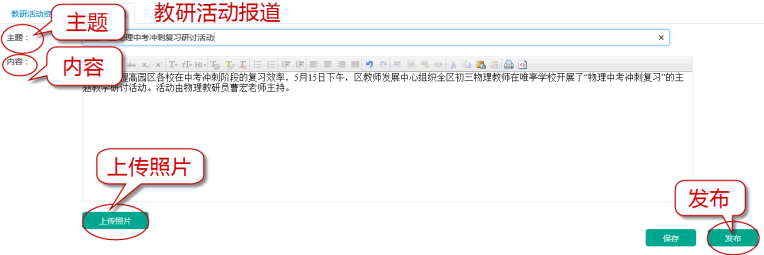 教研活动报道
教研活动资
主题
主题：
理中考冲刺复习研讨活动
内容
内容：
提高园区各校在中考冲刺阶段的复习效率，5月15日下午，区教师发展中心组织全区初三物理教师在唯亭学校开展了“物理中考冲刺复习”的主
题教学研讨活动。活动由物理教研员曹宏老师主持。
上传照片
上传照片
发布
保存
发布